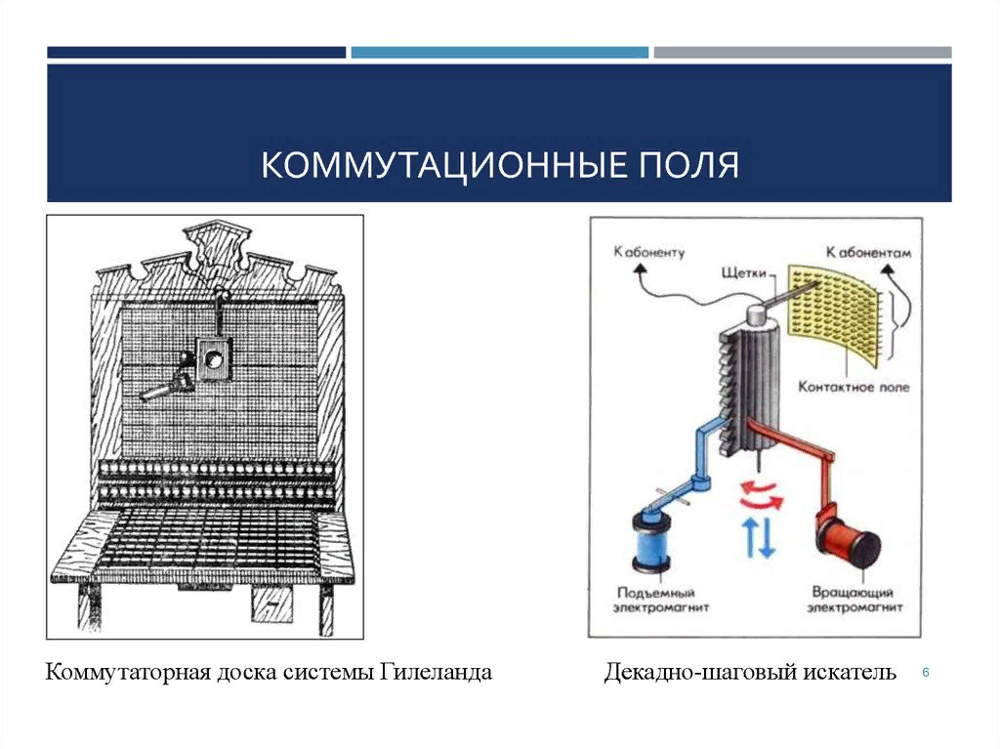 КОММУТАЦИОННЫЕ ПОЛЯ
К абоненту
К абонентам
Щетки
Контактное поле
Подъемный
электромагнит
Вращающий
электромагнит
Коммутаторная доска системы Гилеланда
Декадно-шаговый искатель
6